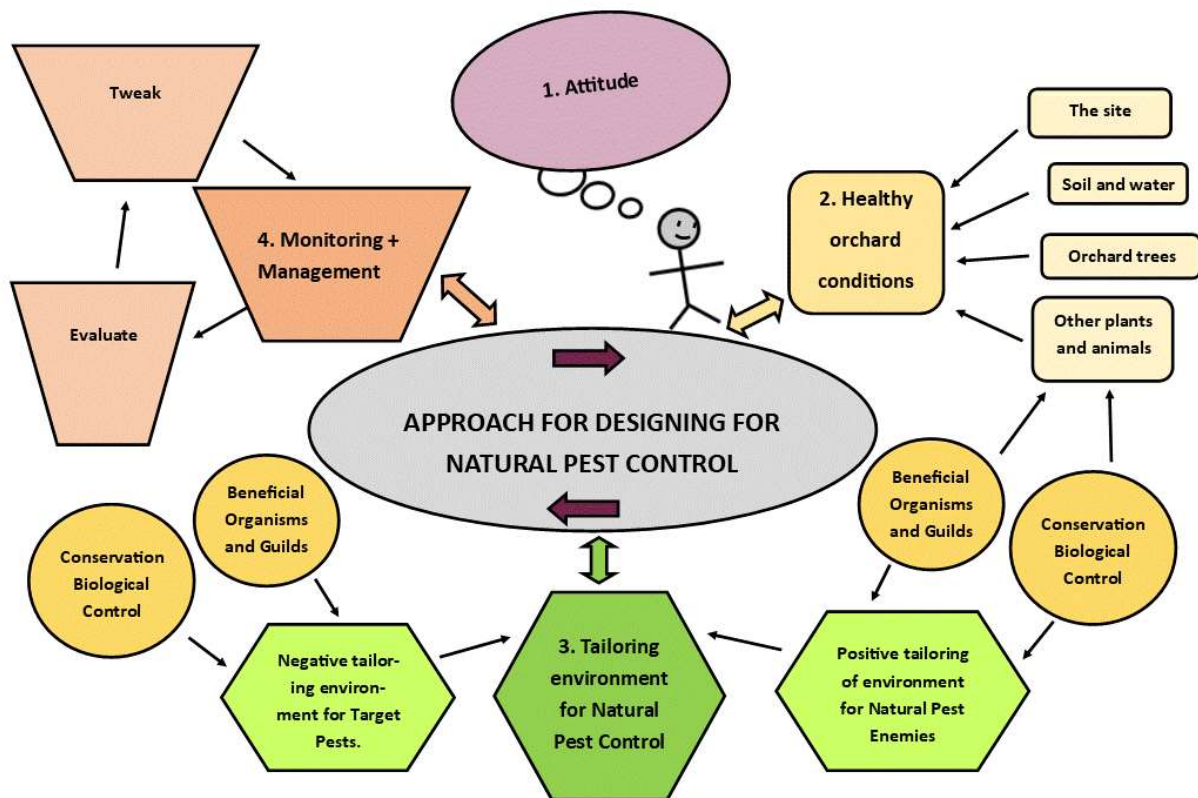 Tweak
1. Attitude
4. Monitoring +
Management
Evaluate
2. Healthy
orchard
conditions
The site
Soil and water
Orchard trees
Other plants
and animals
APPROACH FOR DESIGNING FOR
NATURAL PEST CONTROL
Beneficial
Organisms
and Guilds
Conservation
Biological
Control
Beneficial
Organisms
and Guilds
Conservation
Biological
Control
Negative tailor-
ing environ-
ment for Target
Pests.
3. Tailoring
environment
for Natural
Pest Control
Positive tailoring
of environment
for Natural Pest
Enemies